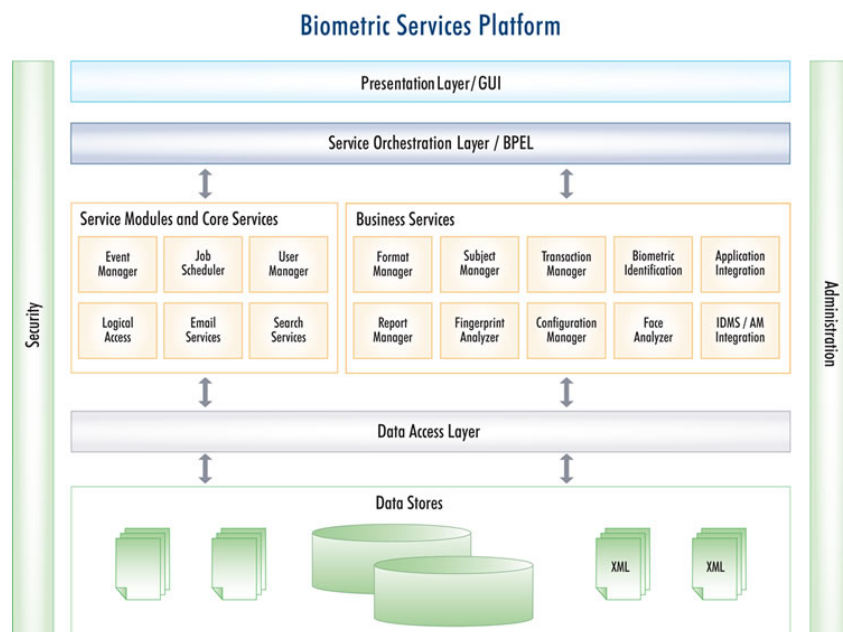 Biometric Services Platform
Presentation Layer/GUI
Service Orchestration Layer / BPEL
Service Modules and Core Services
Event
Manager
Job
Scheduler
User
Manager
Logical
Access
Email
Services
Search
Services
Business Services
Format
Manager
Subject
Manager
Transaction
Manager
Biometric
Identification
Application
Integration
Report
Manager
Fingerprint
Analyzer
Configuration
Manager
Face
Analyzer
IDMS / AM
Integration
Security
Administration
Data Access Layer
Data Stores
XML
XML